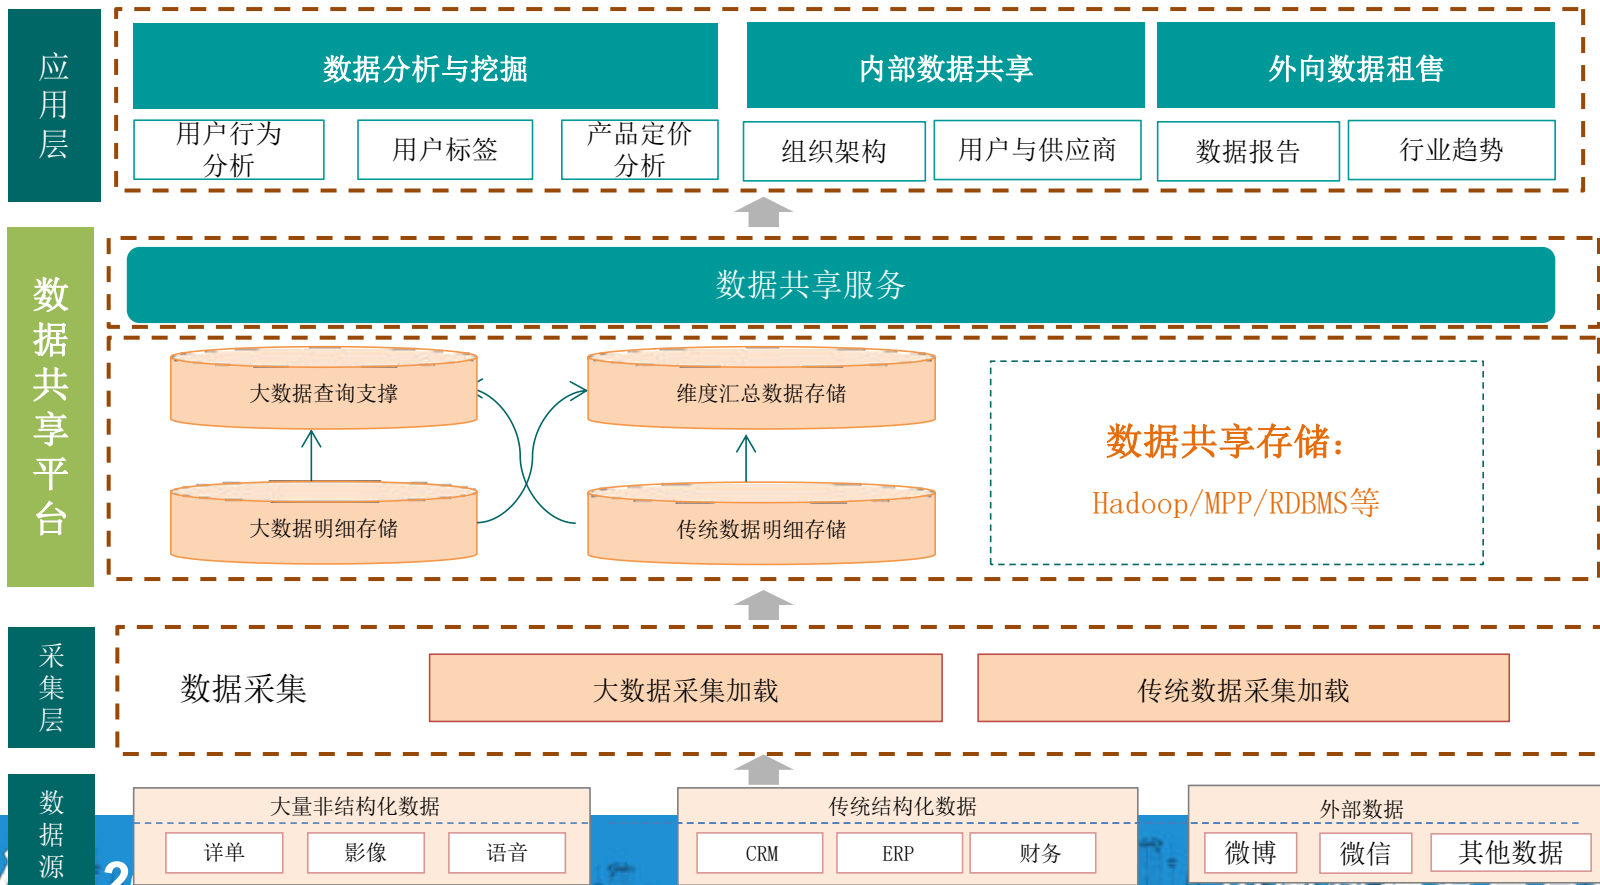 应用层
数据分析与挖掘
内部数据共享
外向数据租售
用户行为
分析
用户标签
产品定价
分析
组织架构
用户与供应商
数据报告
行业趋势
数据共享平台
数据共享服务
大数据查询支撑
维度汇总数据存储
大数据明细存储
传统数据明细存储
数据共享存储：
Hadoop/MPP/RDBMS等
采集层
数据采集
大数据采集加载
传统数据采集加载
数据源
大量非结构化数据
详单
影像
语音
传统结构化数据
CRM
ERP
财务
外部数据
微博
微信
其他数据
2